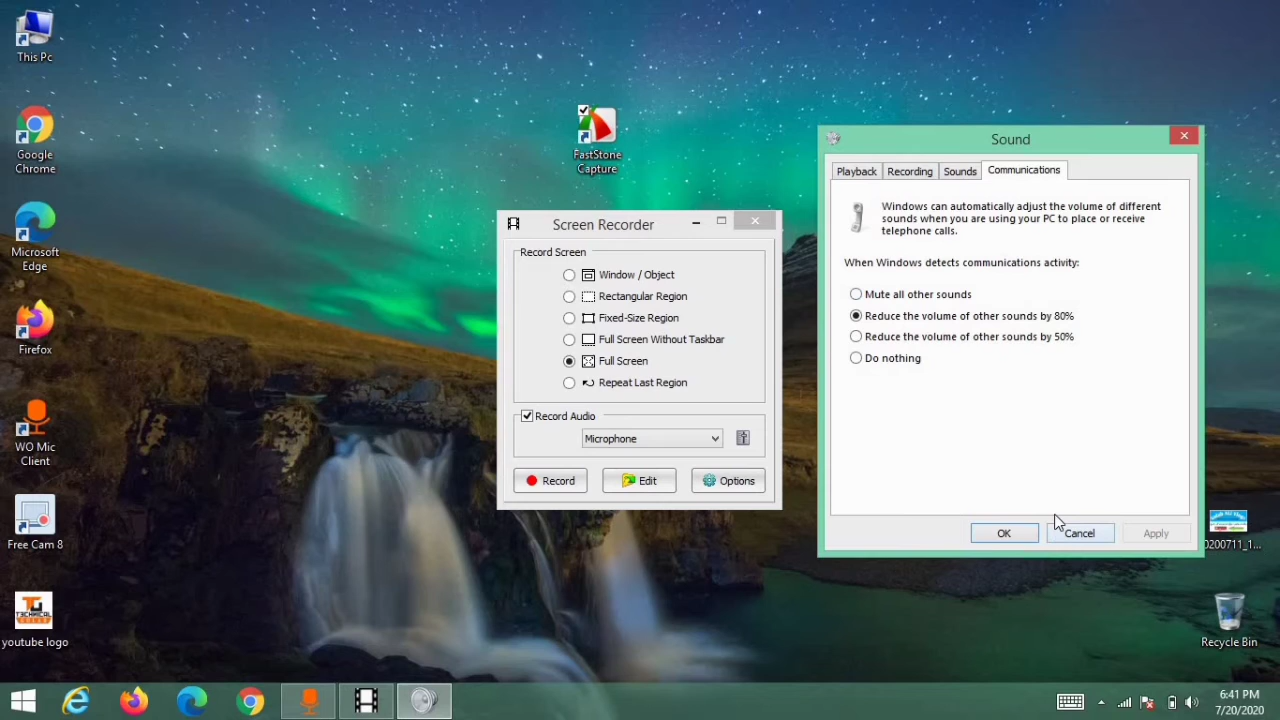 This Pc
Google
Chrome
Microsoft
Edge
Firefox
WO Mic
Client
Free Cam 8
TG
TECHNICAL
youtube logo
FastStone
Capture
Screen Recorder
Record Screen
Window / Object
Rectangular Region
Fixed-Size Region
Full Screen Without Taskbar
Full Screen
Repeat Last Region
Record Audio
Microphone
Record
Edit
Options
Sound
Playback
Recording
Sounds
Communications
Windows can automatically adjust the volume of different
sounds when you are using your PC to place or receive
telephone calls.
When Windows detects communications activity:
Mute all other sounds
Reduce the volume of other sounds by 80%
Reduce the volume of other sounds by 50%
Do nothing
OK
Cancel
Apply
0200711_1...
Recycle Bin
6:41 PM
7/20/2020